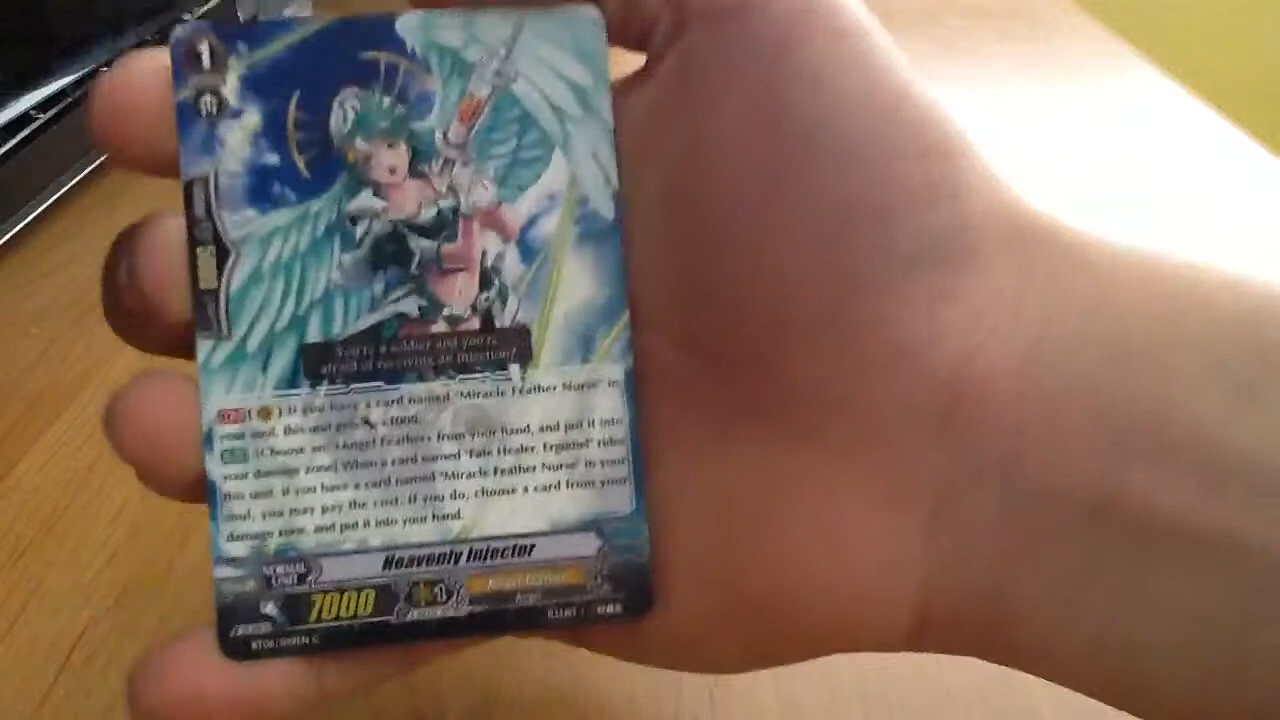 1
You're a soldier and you're
afraid of receiving an injection?
If you have a card named "Miracle Feather Nurse" in
your soul, this unit gets +1000.
[Choose an «Angel Feather» from your hand, and put it into
your damage zone] When a card named "Fate Healer, Ergodiel" rides
this unit, if you have a card named "Miracle Feather Nurse" in your
soul, you may pay the cost. If you do, choose a card from your
damage zone, and put it into your hand.
NORMAL
UNIT
Heavenly Injector
7000
1
Angel Feather
Angel